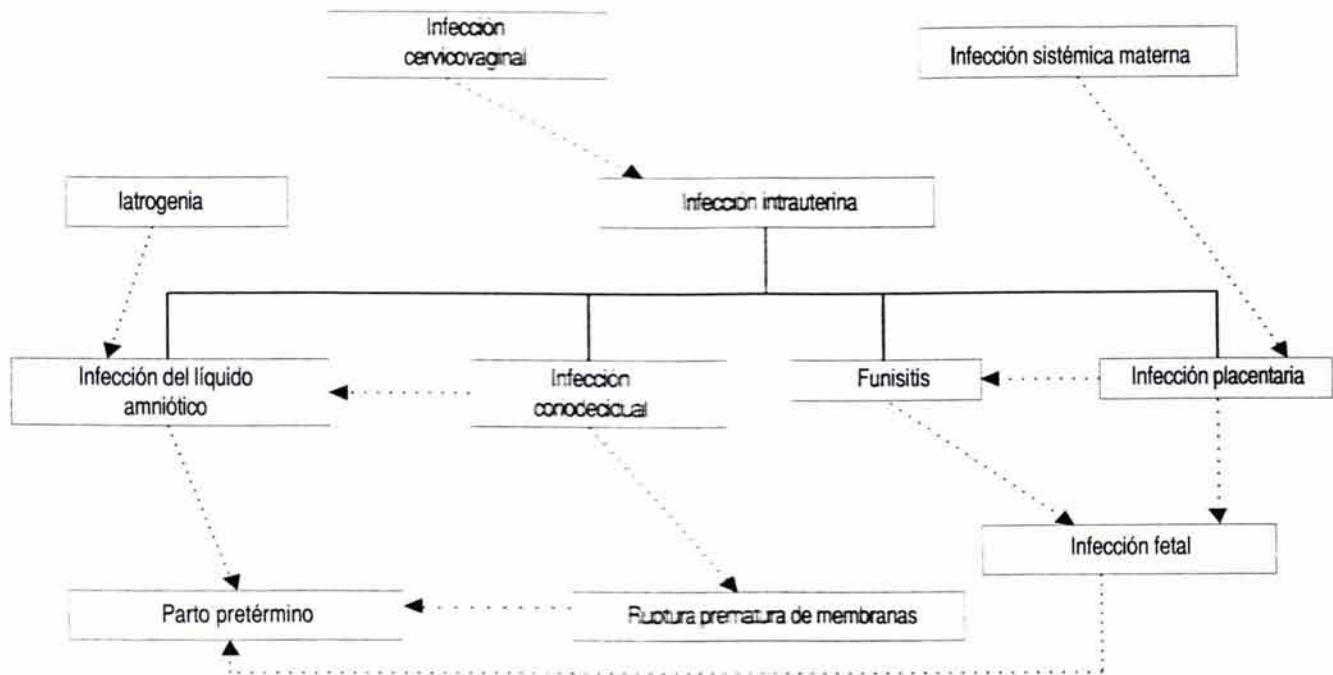 Infección
cervicovaginal
Infección sistémica materna
Iatrogenia
Infección intrauterina
Infección del líquido
amniótico
Infección
coriodecidual
Funisitis
Infección placentaria
Infección fetal
Parto pretérmino
Ruptura prematura de membranas